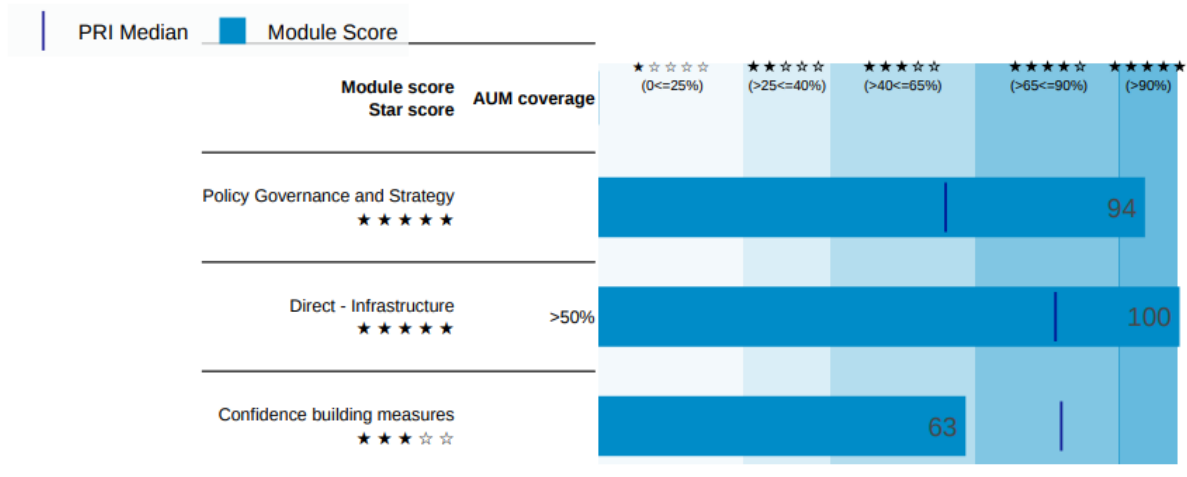 PRI Median Module Score
Module score
Star score
AUM coverage
★☆☆☆☆ ★★☆☆☆ ★★★☆☆ ★★★★☆ ★★★★★
(0<=25%) (>25<=40%) (>40<=65%) (>65<=90%) (>90%)
Policy Governance and Strategy
★★★★★
94
Direct - Infrastructure
★★★★★
>50%
100
Confidence building measures
★★★☆☆
63